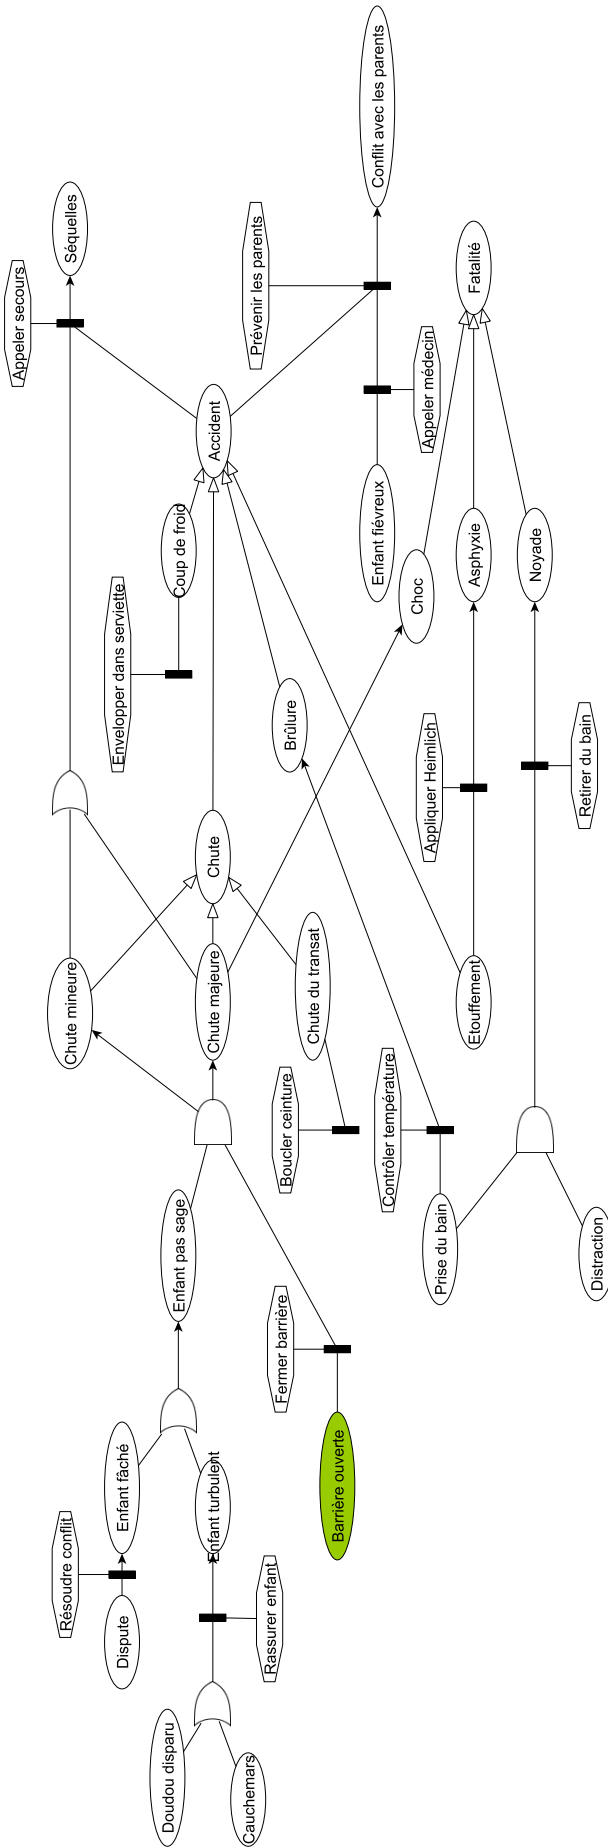 Appeler secours
Séquelles
Conflit avec les parents
Prévenir les parents
Fatalité
Appeler médecin
Accident
Enfant fiévreux
Coup de froid
Choc
Asphyxie
Noyade
Envelopper dans serviette
Brûlure
Appliquer Heimlich
Retirer du bain
Chute
Chute mineure
Chute majeure
Chute du transat
Etouffement
Boucler ceinture
Contrôler température
Enfant pas sage
Prise du bain
Distraction
Fermer barrière
Enfant fâché
Enfant turbulent
Barrière ouverte
Résoudre conflit
Dispute
Rassurer enfant
Doudou disparu
Cauchemars